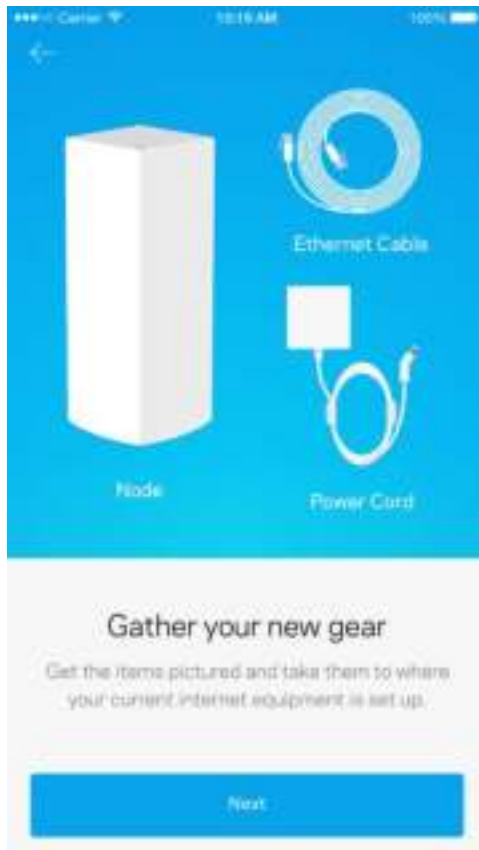 Carrier 10:19 AM 100%
Ethernet Cable
Node
Power Cord
Gather your new gear
Get the items pictured and take them to where
your current internet equipment is set up.
Next